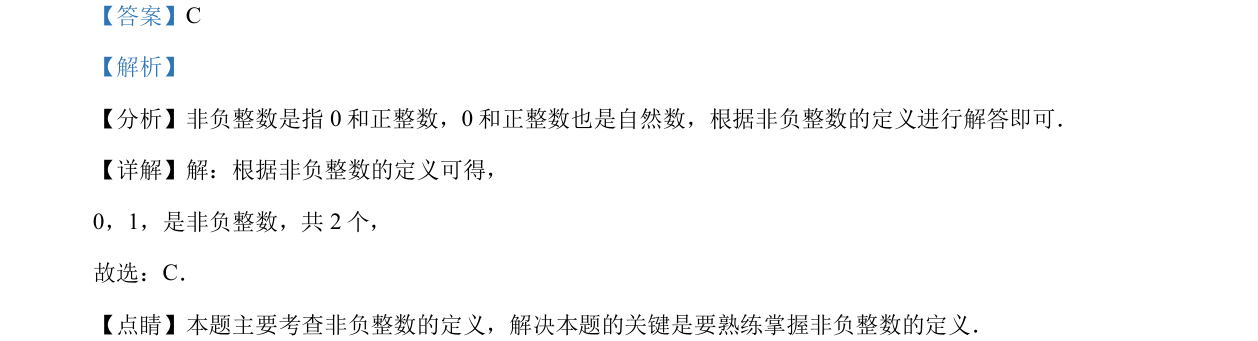 【答案】C
【解析】
【分析】非负整数是指 0 和正整数，0 和正整数也是自然数，根据非负整数的定义进行解答即可．
【详解】解：根据非负整数的定义可得，
0，1，是非负整数，共 2 个，
故选：C．
【点睛】本题主要考查非负整数的定义，解决本题的关键是要熟练掌握非负整数的定义．